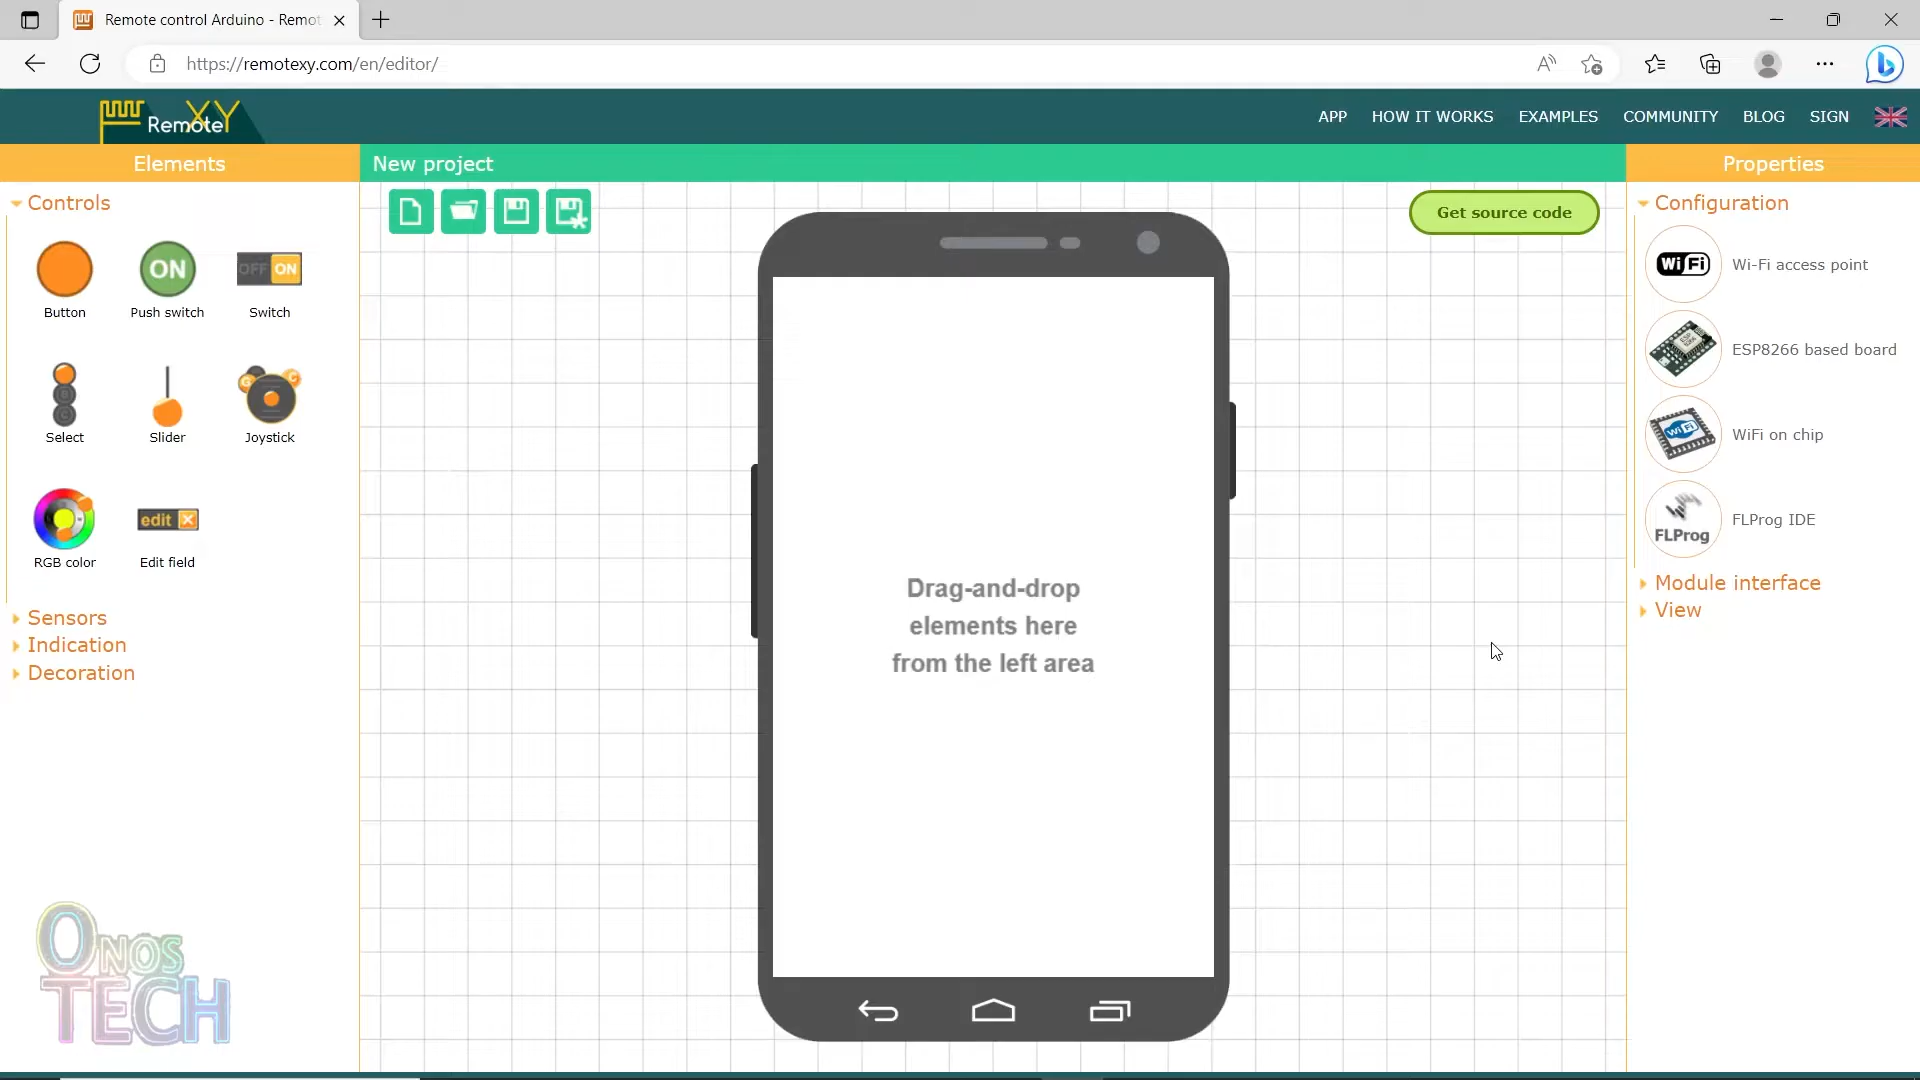 Remote control Arduino - Remot
https://remotexy.com/en/editor/
RemoteXY
APP HOW IT WORKS EXAMPLES COMMUNITY BLOG SIGN
Elements
New project
Properties
Controls
Get source code
Configuration
ON
OFF ON
Button
Push switch
Switch
WiFi
Wi-Fi access point
ESP8266 based board
G
C
B
C
Select
Slider
Joystick
WiFi
WiFi on chip
edit
RGB color
Edit field
FLProg
FLProg IDE
Drag-and-drop
elements here
from the left area
Sensors
Indication
Decoration
Module interface
View
ONOS
TECH